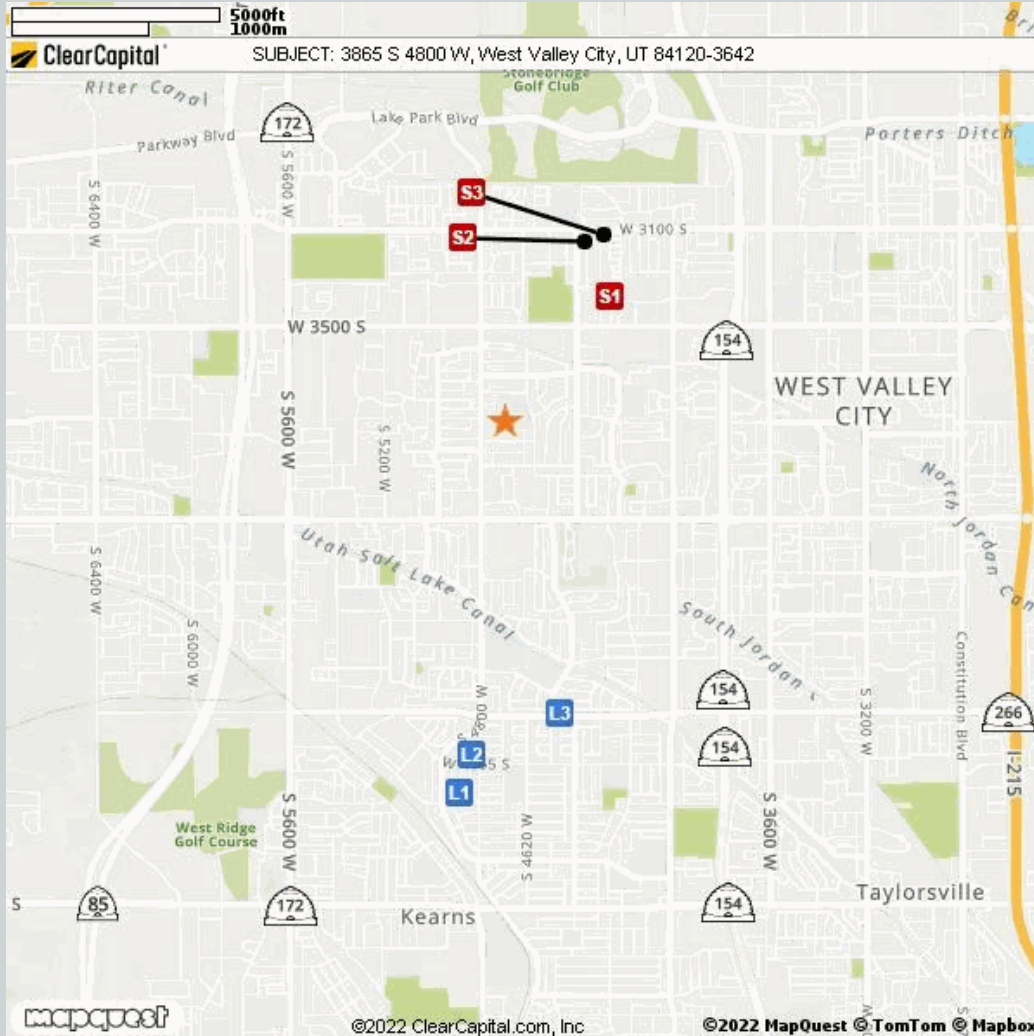 5000ft
1000m
Bri
ClearCapital
SUBJECT: 3865 S 4800 W, West Valley City, UT 84120-3642
Stonebridge
Golf Club
Riter Canal
172
Lake Park Blvd
Parkway Blvd
Porters Ditch
S 5600 W
S 6400 W
S3
S2
W 3100 S
S1
W 3500 S
154
WEST VALLEY
CITY
S 5600 W
S 5200 W
North Jordan Can
Utah Salt Lake Canal
S 6400 W
South Jordan
S 6000 W
Constitution Blvd
154
S 4800 W
S 3200 W
266
L3
154
L2
I-215
L1
S 5600 W
S 3600 W
West Ridge
Golf Course
S 4620 W
Taylorsville
S
85
172
154
Kearns
mapquest
©2022 ClearCapital.com, Inc
©2022 MapQuest © TomTom © Mapbo